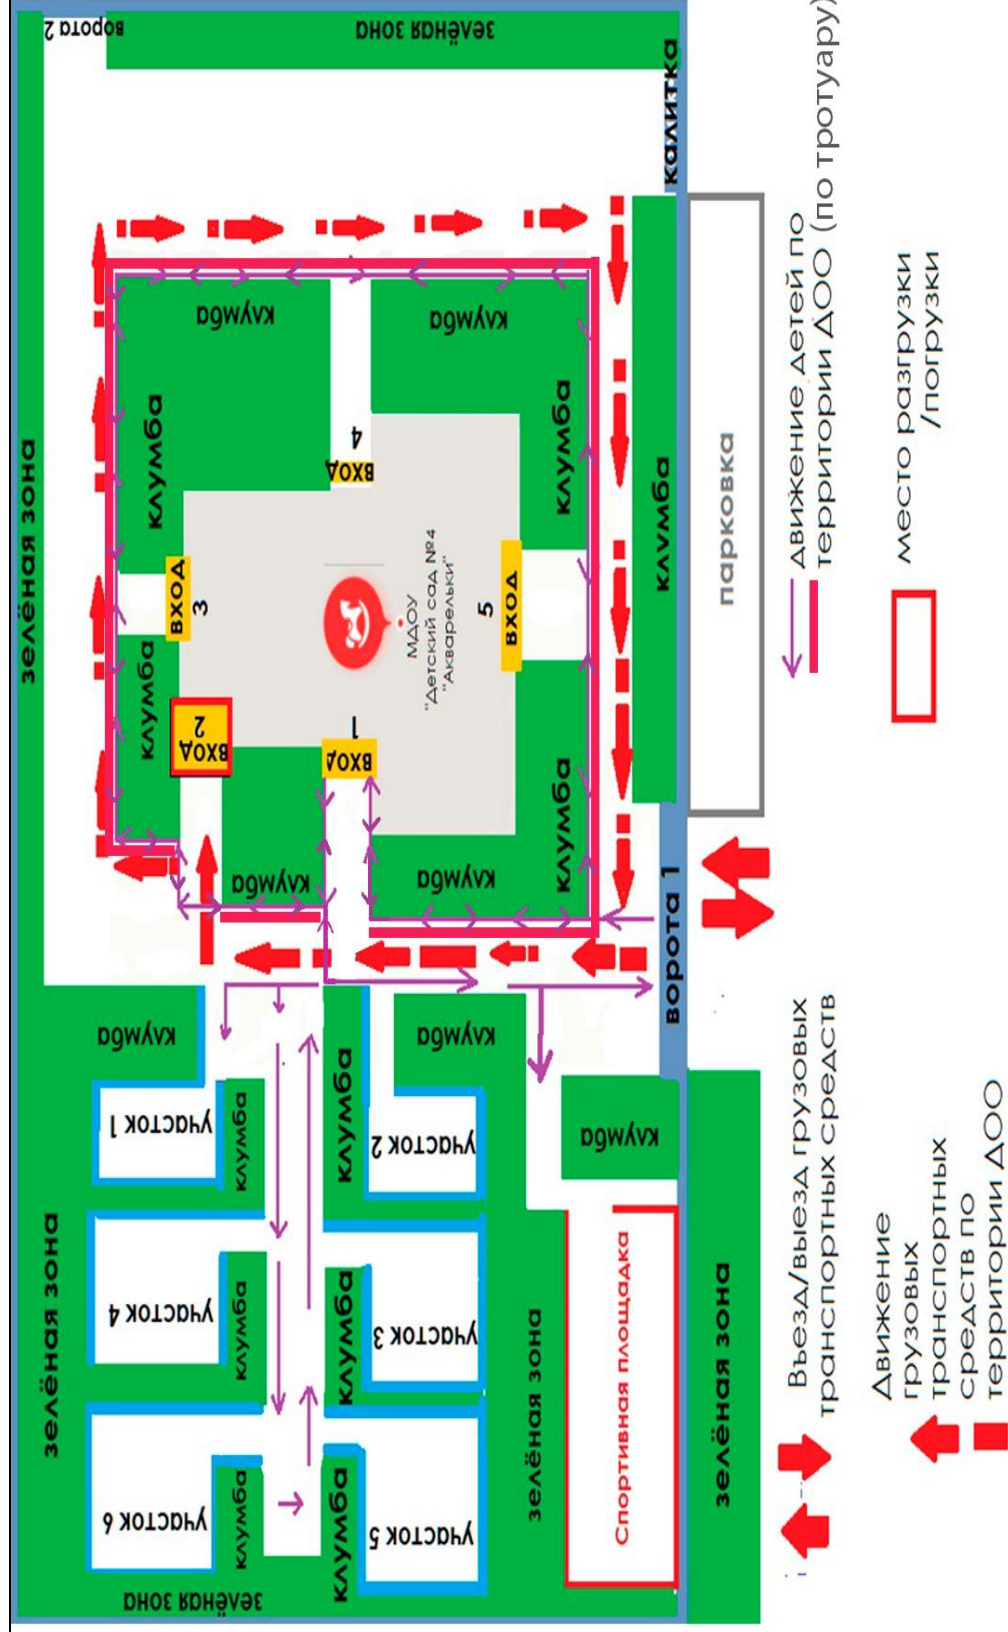 ворота 2
зелёная зона
калитка
зелёная зона
клумба
клумба
клумба
клумба
вход
4
вход
3
клумба
вход
2
МДОУ
"Детский сад №4
"Акварельки"
5
вход
вход
1
клумба
клумба
клумба
клумба
парковка
ворота 1
клумба
клумба
клумба
клумба
участок 1
клумба
участок 2
зелёная зона
участок 4
клумба
клумба
участок 3
участок 6
клумба
клумба
участок 5
зелёная зона
зелёная зона
Спортивная площадка
зелёная зона
движение детей по
территории ДОО (по тротуару)
место разгрузки
/погрузки
Въезд/выезд грузовых
транспортных средств
Движение
грузовых
транспортных
средств по
территории ДОО